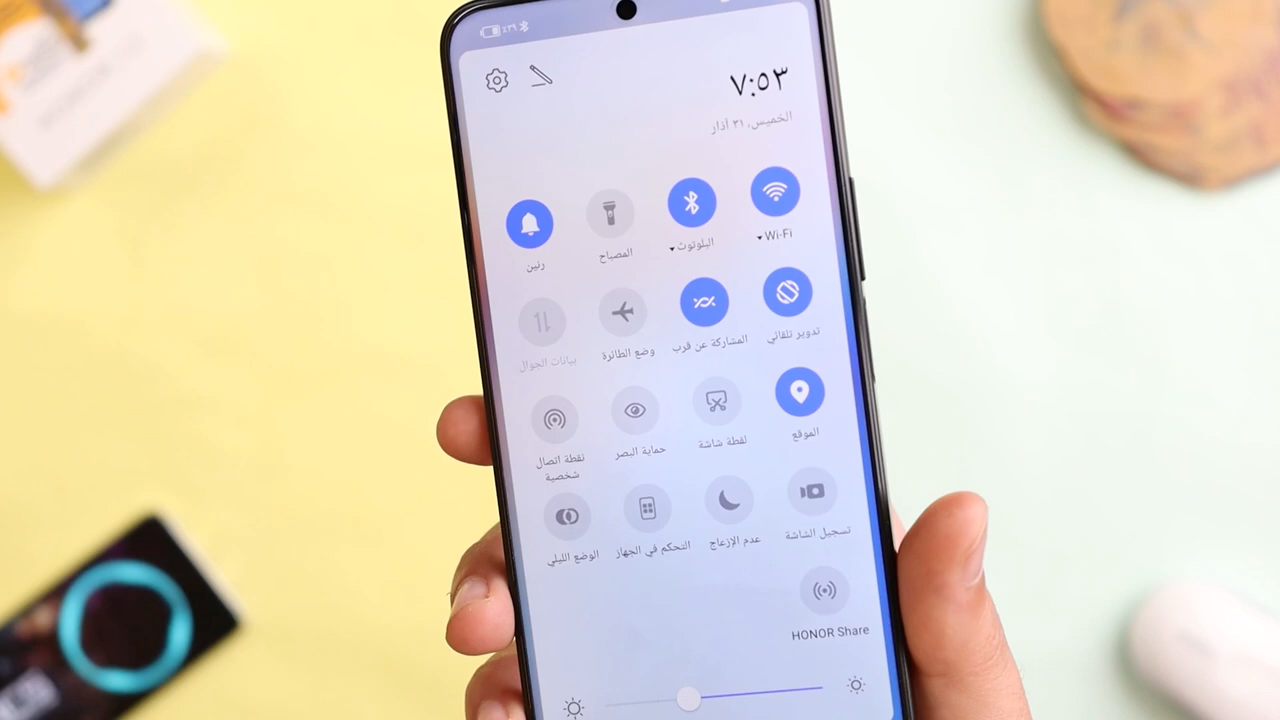 ٪٣٩
٧:٥٣
الخميس, ٣١ آذار
Wi-Fi
البلوتوث
المصباح
رنين
تدوير تلقائي
المشاركة عن قرب
وضع الطائرة
بيانات الجوال
الموقع
لقطة شاشة
حماية البصر
نقطة اتصال
شخصية
تسجيل الشاشة
عدم الإزعاج
التحكم في الجهاز
الوضع الليلي
HONOR Share